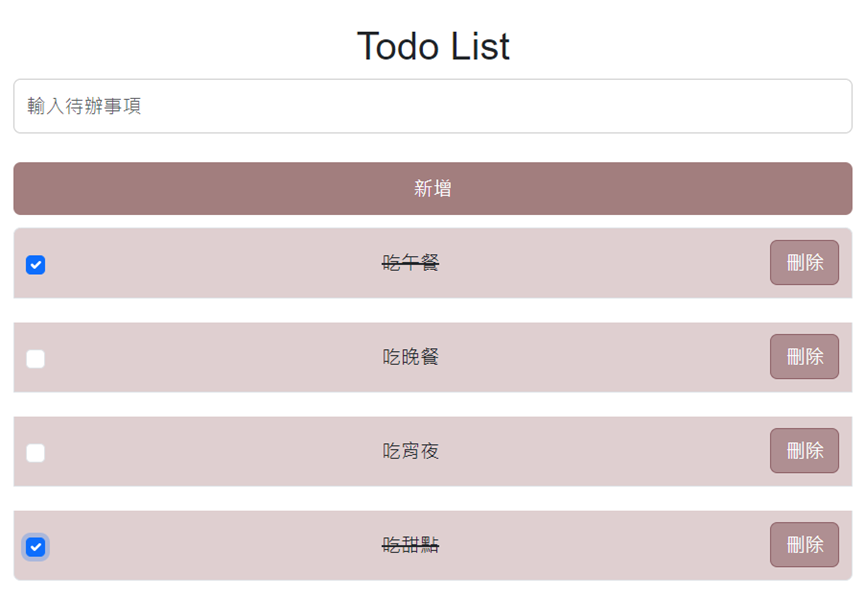 Todo List
輸入待辦事項
新增
吃午餐 刪除
吃晚餐 刪除
吃宵夜 刪除
吃甜點 刪除